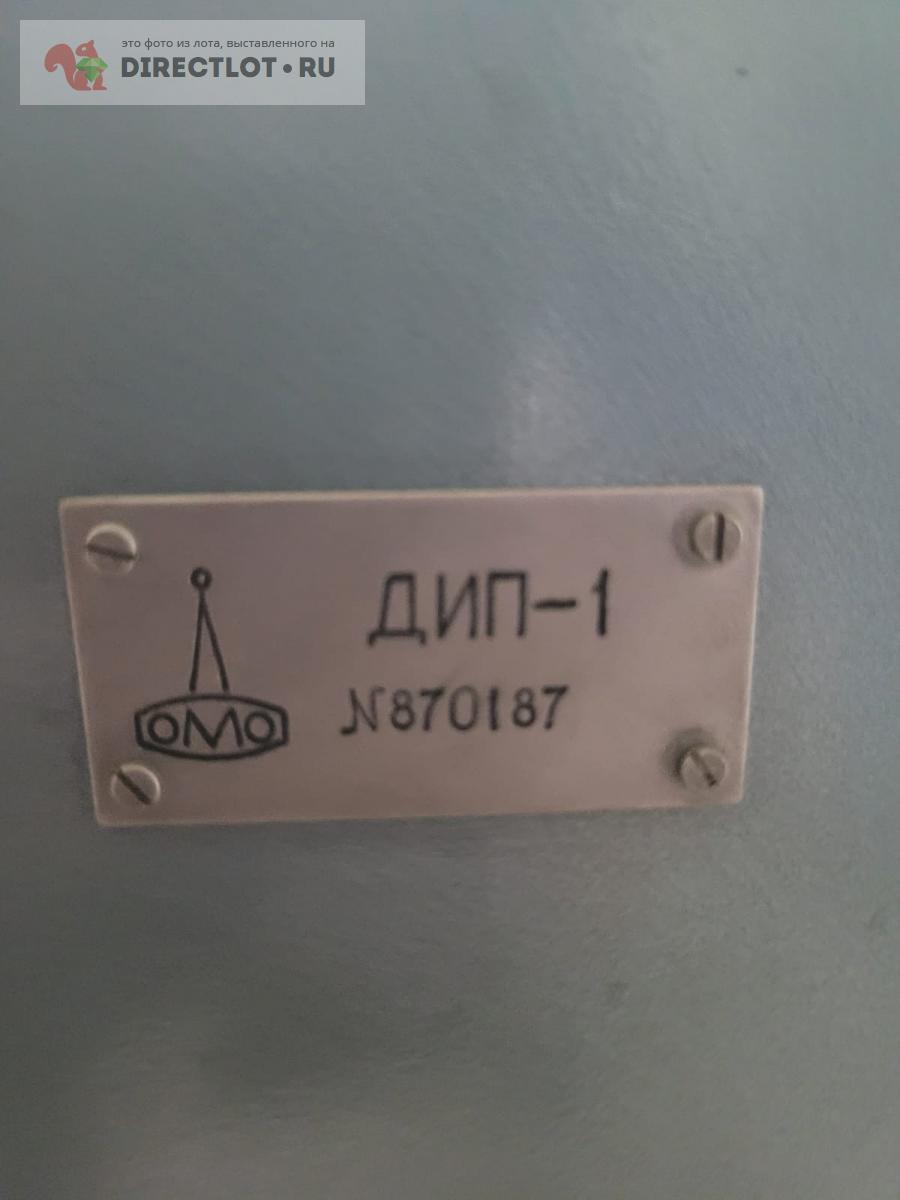 это фото из лота, выставленного на
DIRECTLOT•RU
ДИП-1
N870187
ОМО